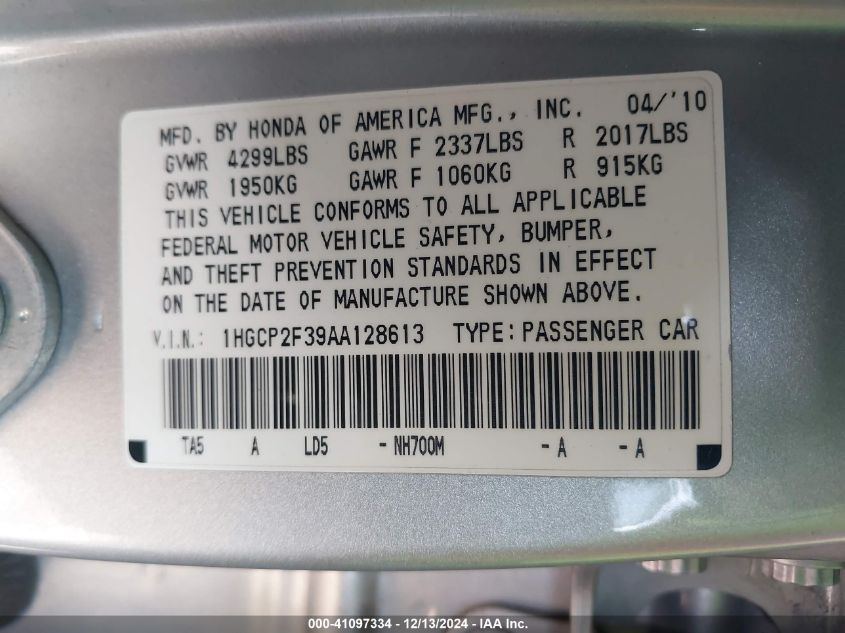 MFD. BY HONDA OF AMERICA MFG., INC. 04/'10
GVWR 4299LBS GAWR F 2337LBS R 2017LBS
GVWR 1950KG GAWR F 1060KG R 915KG
THIS VEHICLE CONFORMS TO ALL APPLICABLE
FEDERAL MOTOR VEHICLE SAFETY, BUMPER,
AND THEFT PREVENTION STANDARDS IN EFFECT
ON THE DATE OF MANUFACTURE SHOWN ABOVE.
V.I.N.: 1HGCP2F39AA128613 TYPE: PASSENGER CAR
TA5 A LD5 - NH700M - A - A
000-41097334 - 12/13/2024 - IAA Inc.